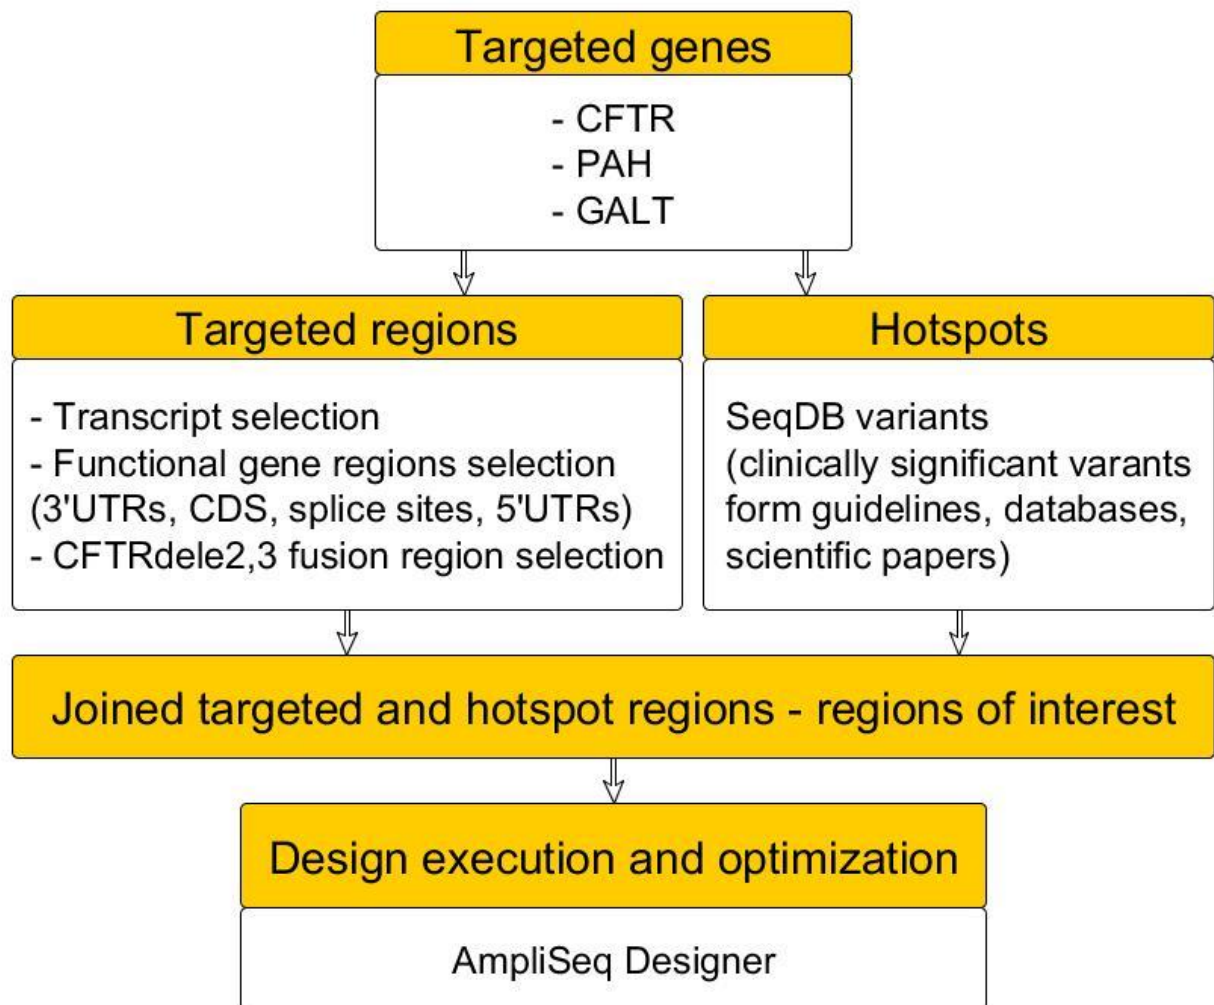 Targeted genes
- CFTR
- PAH
- GALT
Targeted regions
- Transcript selection
- Functional gene regions selection
(3'UTRs, CDS, splice sites, 5'UTRs)
- CFTRdele2,3 fusion region selection
Hotspots
SeqDB variants
(clinically significant varants
form guidelines, databases,
scientific papers)
Joined targeted and hotspot regions - regions of interest
Design execution and optimization
AmpliSeq Designer